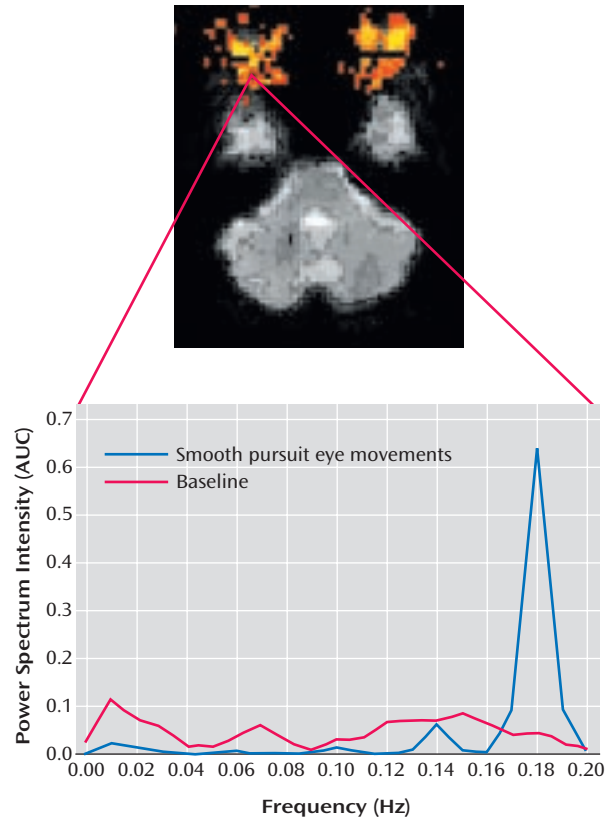 0.7
0.6
0.5
0.4
0.3
0.2
0.1
0.0
Power Spectrum Intensity (AUC)
Smooth pursuit eye movements
Baseline
0.00 0.02 0.04 0.06 0.08 0.10 0.12 0.14 0.16 0.18 0.20
Frequency (Hz)